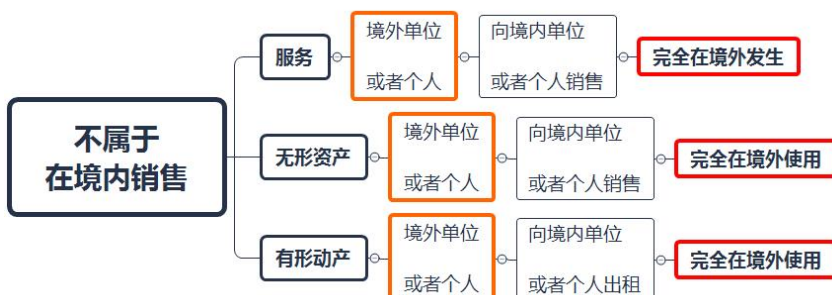 不属于
在境内销售
服务
境外单位
或者个人
向境内单位
或者个人销售
完全在境外发生
无形资产
境外单位
或者个人
向境内单位
或者个人销售
完全在境外使用
有形动产
境外单位
或者个人
向境内单位
或者个人出租
完全在境外使用